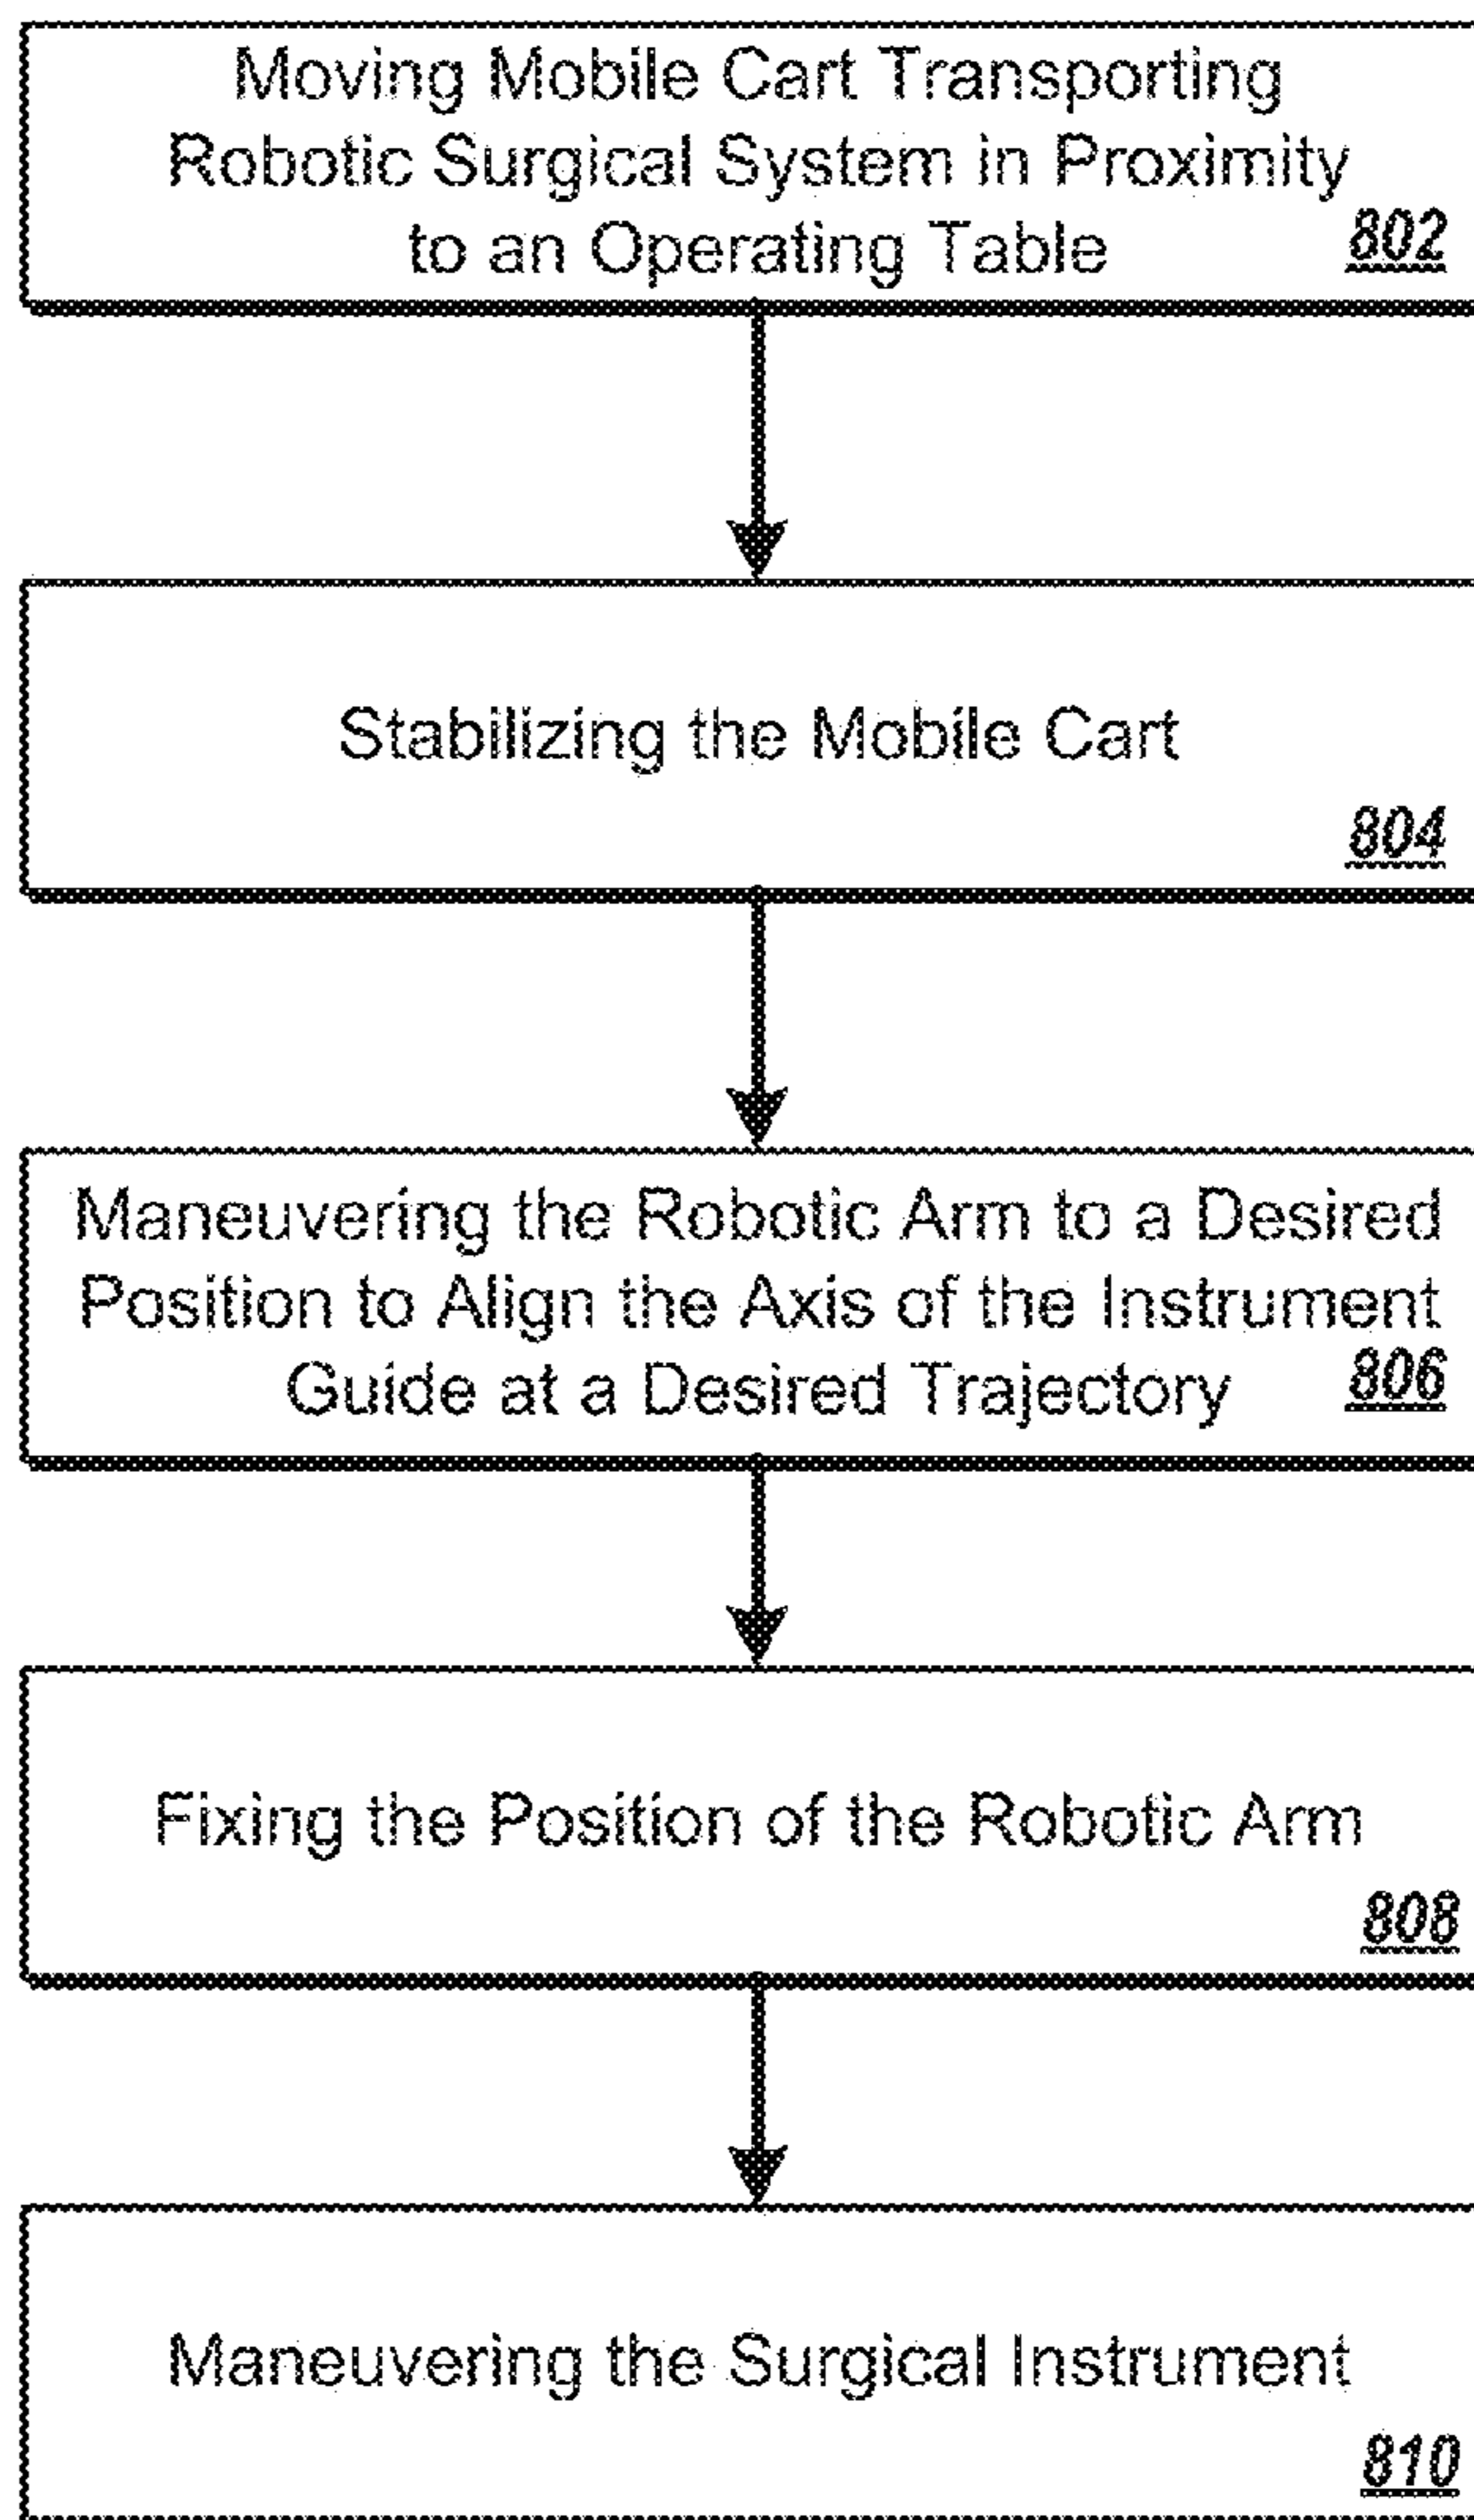 Moving Mobile Cart Transporting
Robotic Surgical System in Proximity
to an Operating Table
802
Stabilizing the Mobile Cart
804
Maneuvering the Robotic Arm to a Desired
Position to Align the Axis of the Instrument
Guide at a Desired Trajectory
806
Fixing the Position of the Robotic Arm
808
Maneuvering the Surgical Instrument
810